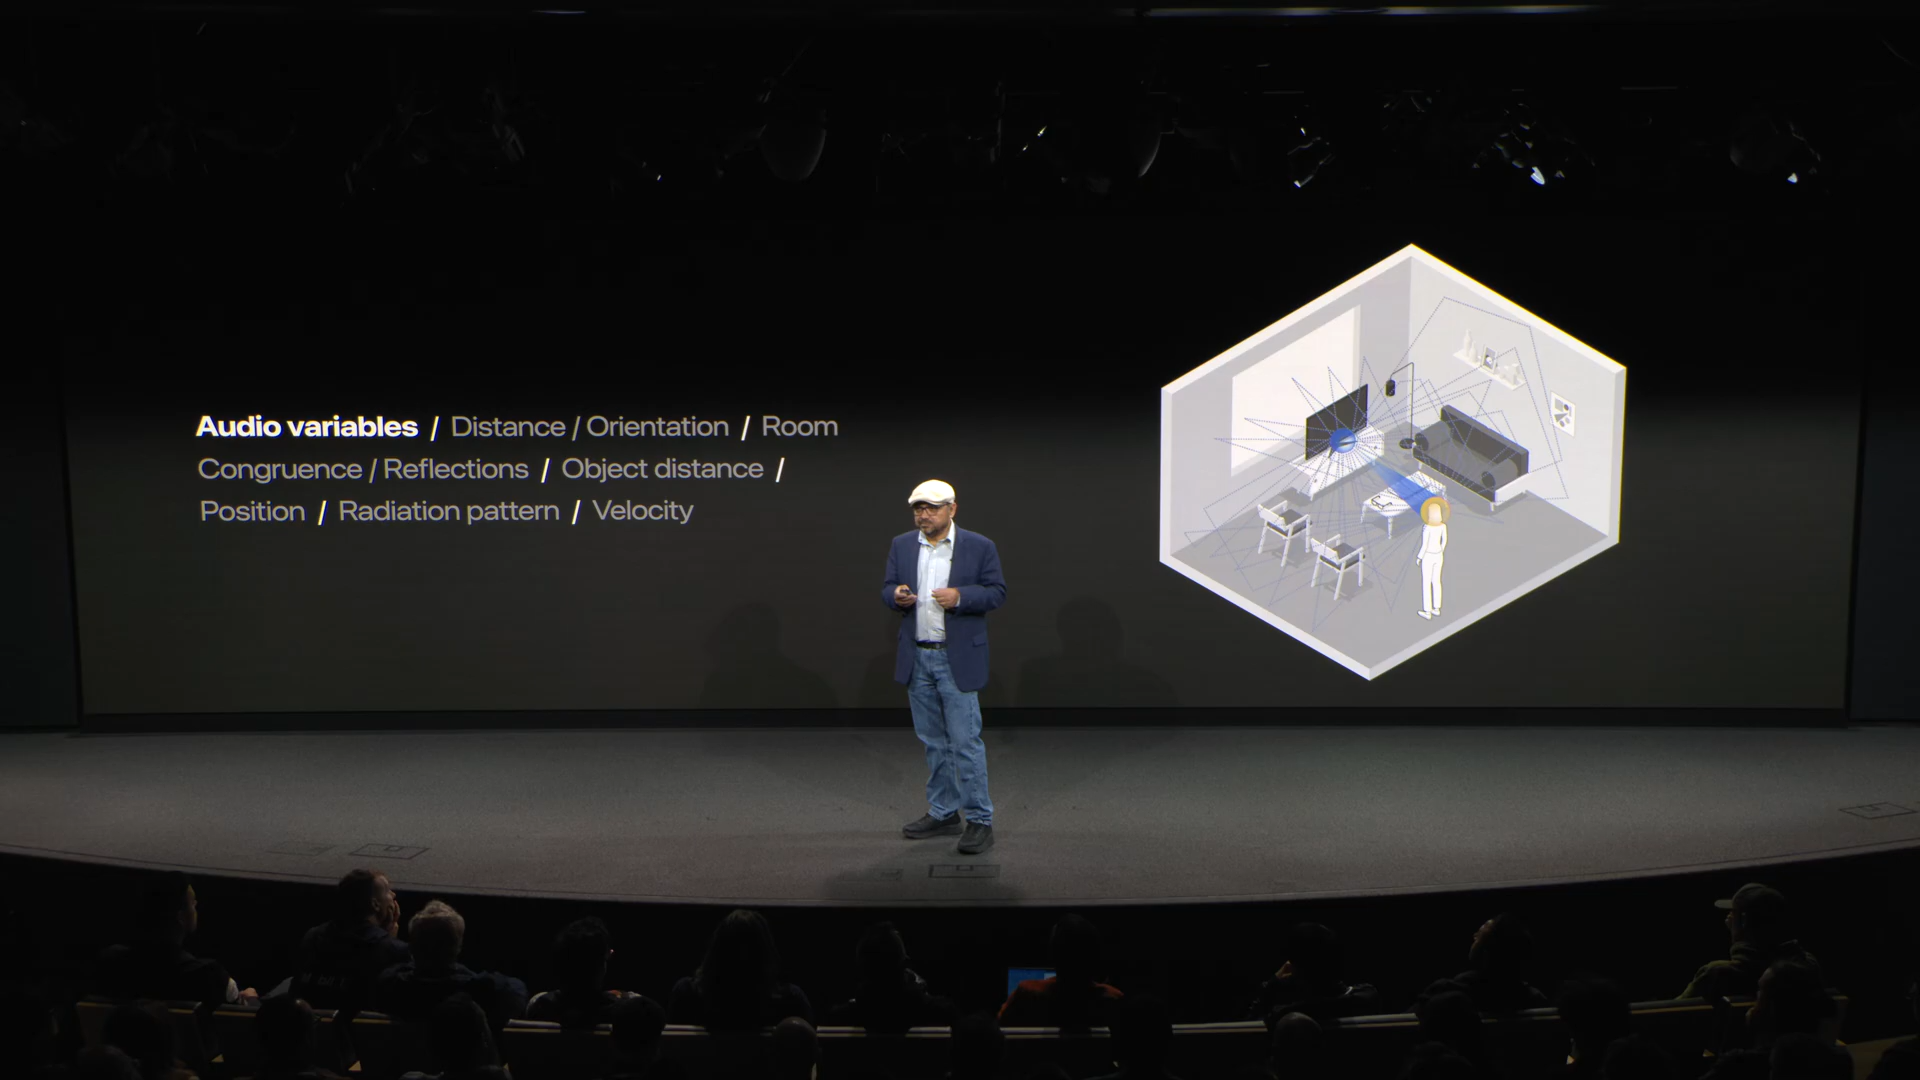 Audio variables / Distance / Orientation / Room
Congruence / Reflections / Object distance /
Position / Radiation pattern / Velocity